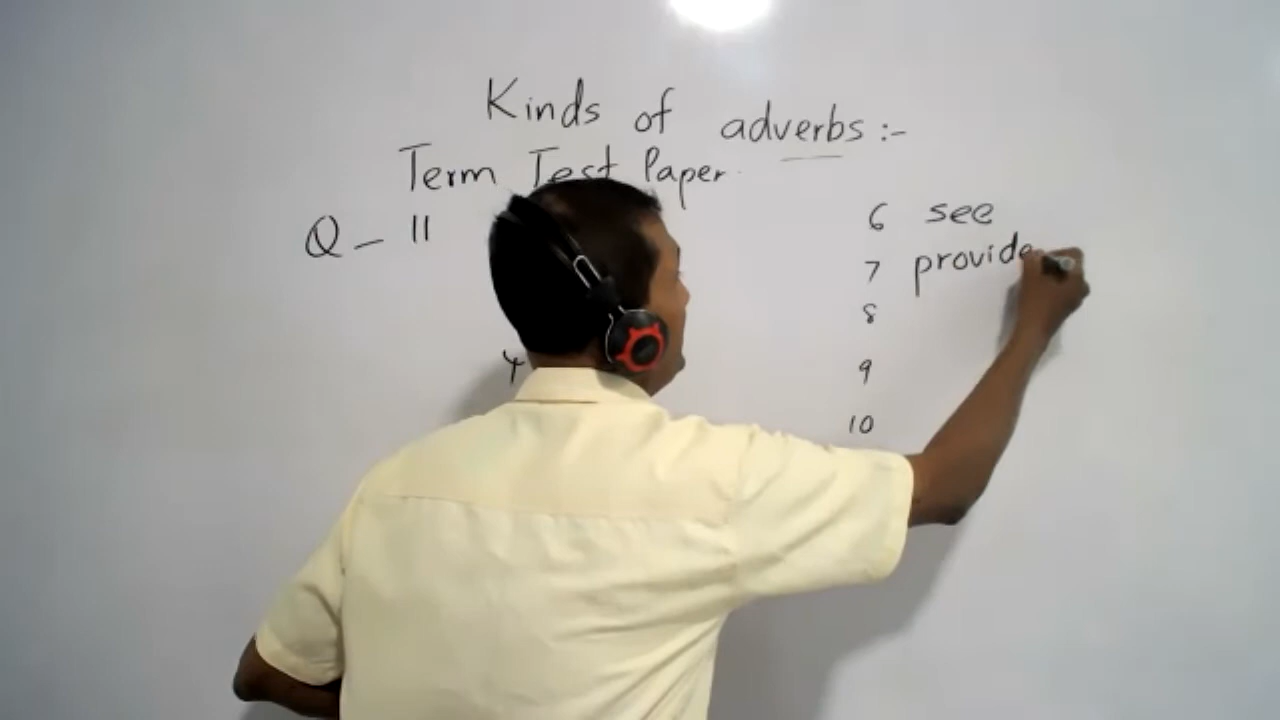 Kinds of adverbs :-
Term Test Paper
Q - 11
6 see
7 provide
8
4
9
10